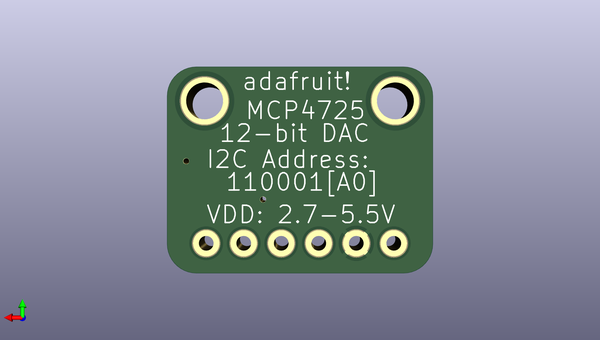 adafruit!
MCP4725
12-bit DAC
I2C Address:
110001[A0]
VDD: 2.7-5.5V